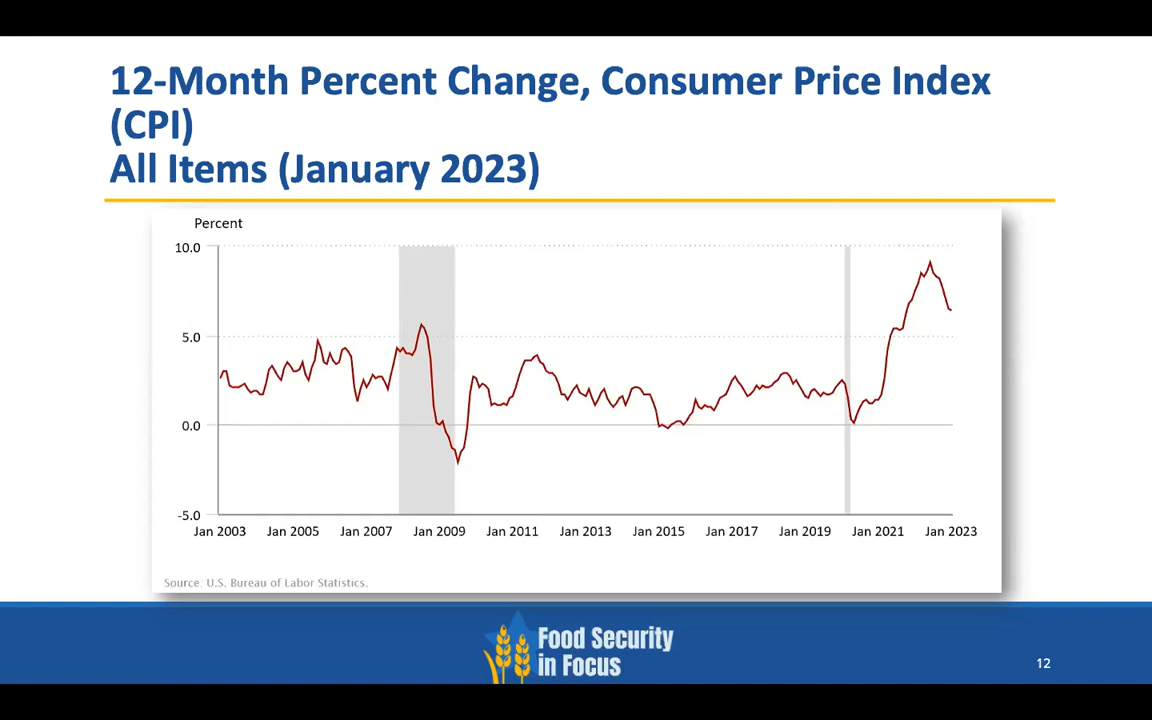 12-Month Percent Change, Consumer Price Index
(CPI)
All Items (January 2023)
Percent
10.0
5.0
0.0
-5.0
Jan 2003 Jan 2005 Jan 2007 Jan 2009 Jan 2011 Jan 2013 Jan 2015 Jan 2017 Jan 2019 Jan 2021 Jan 2023
Source: U.S. Bureau of Labor Statistics.
Food Security
in Focus
12